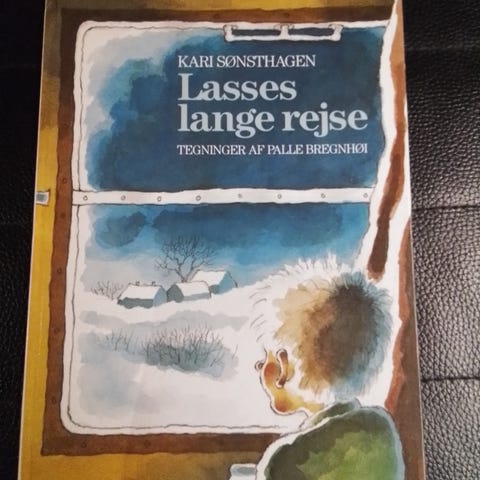 KARI SØNSTHAGEN
Lasses
lange rejse
TEGNINGER AF PALLE BREGNHØI